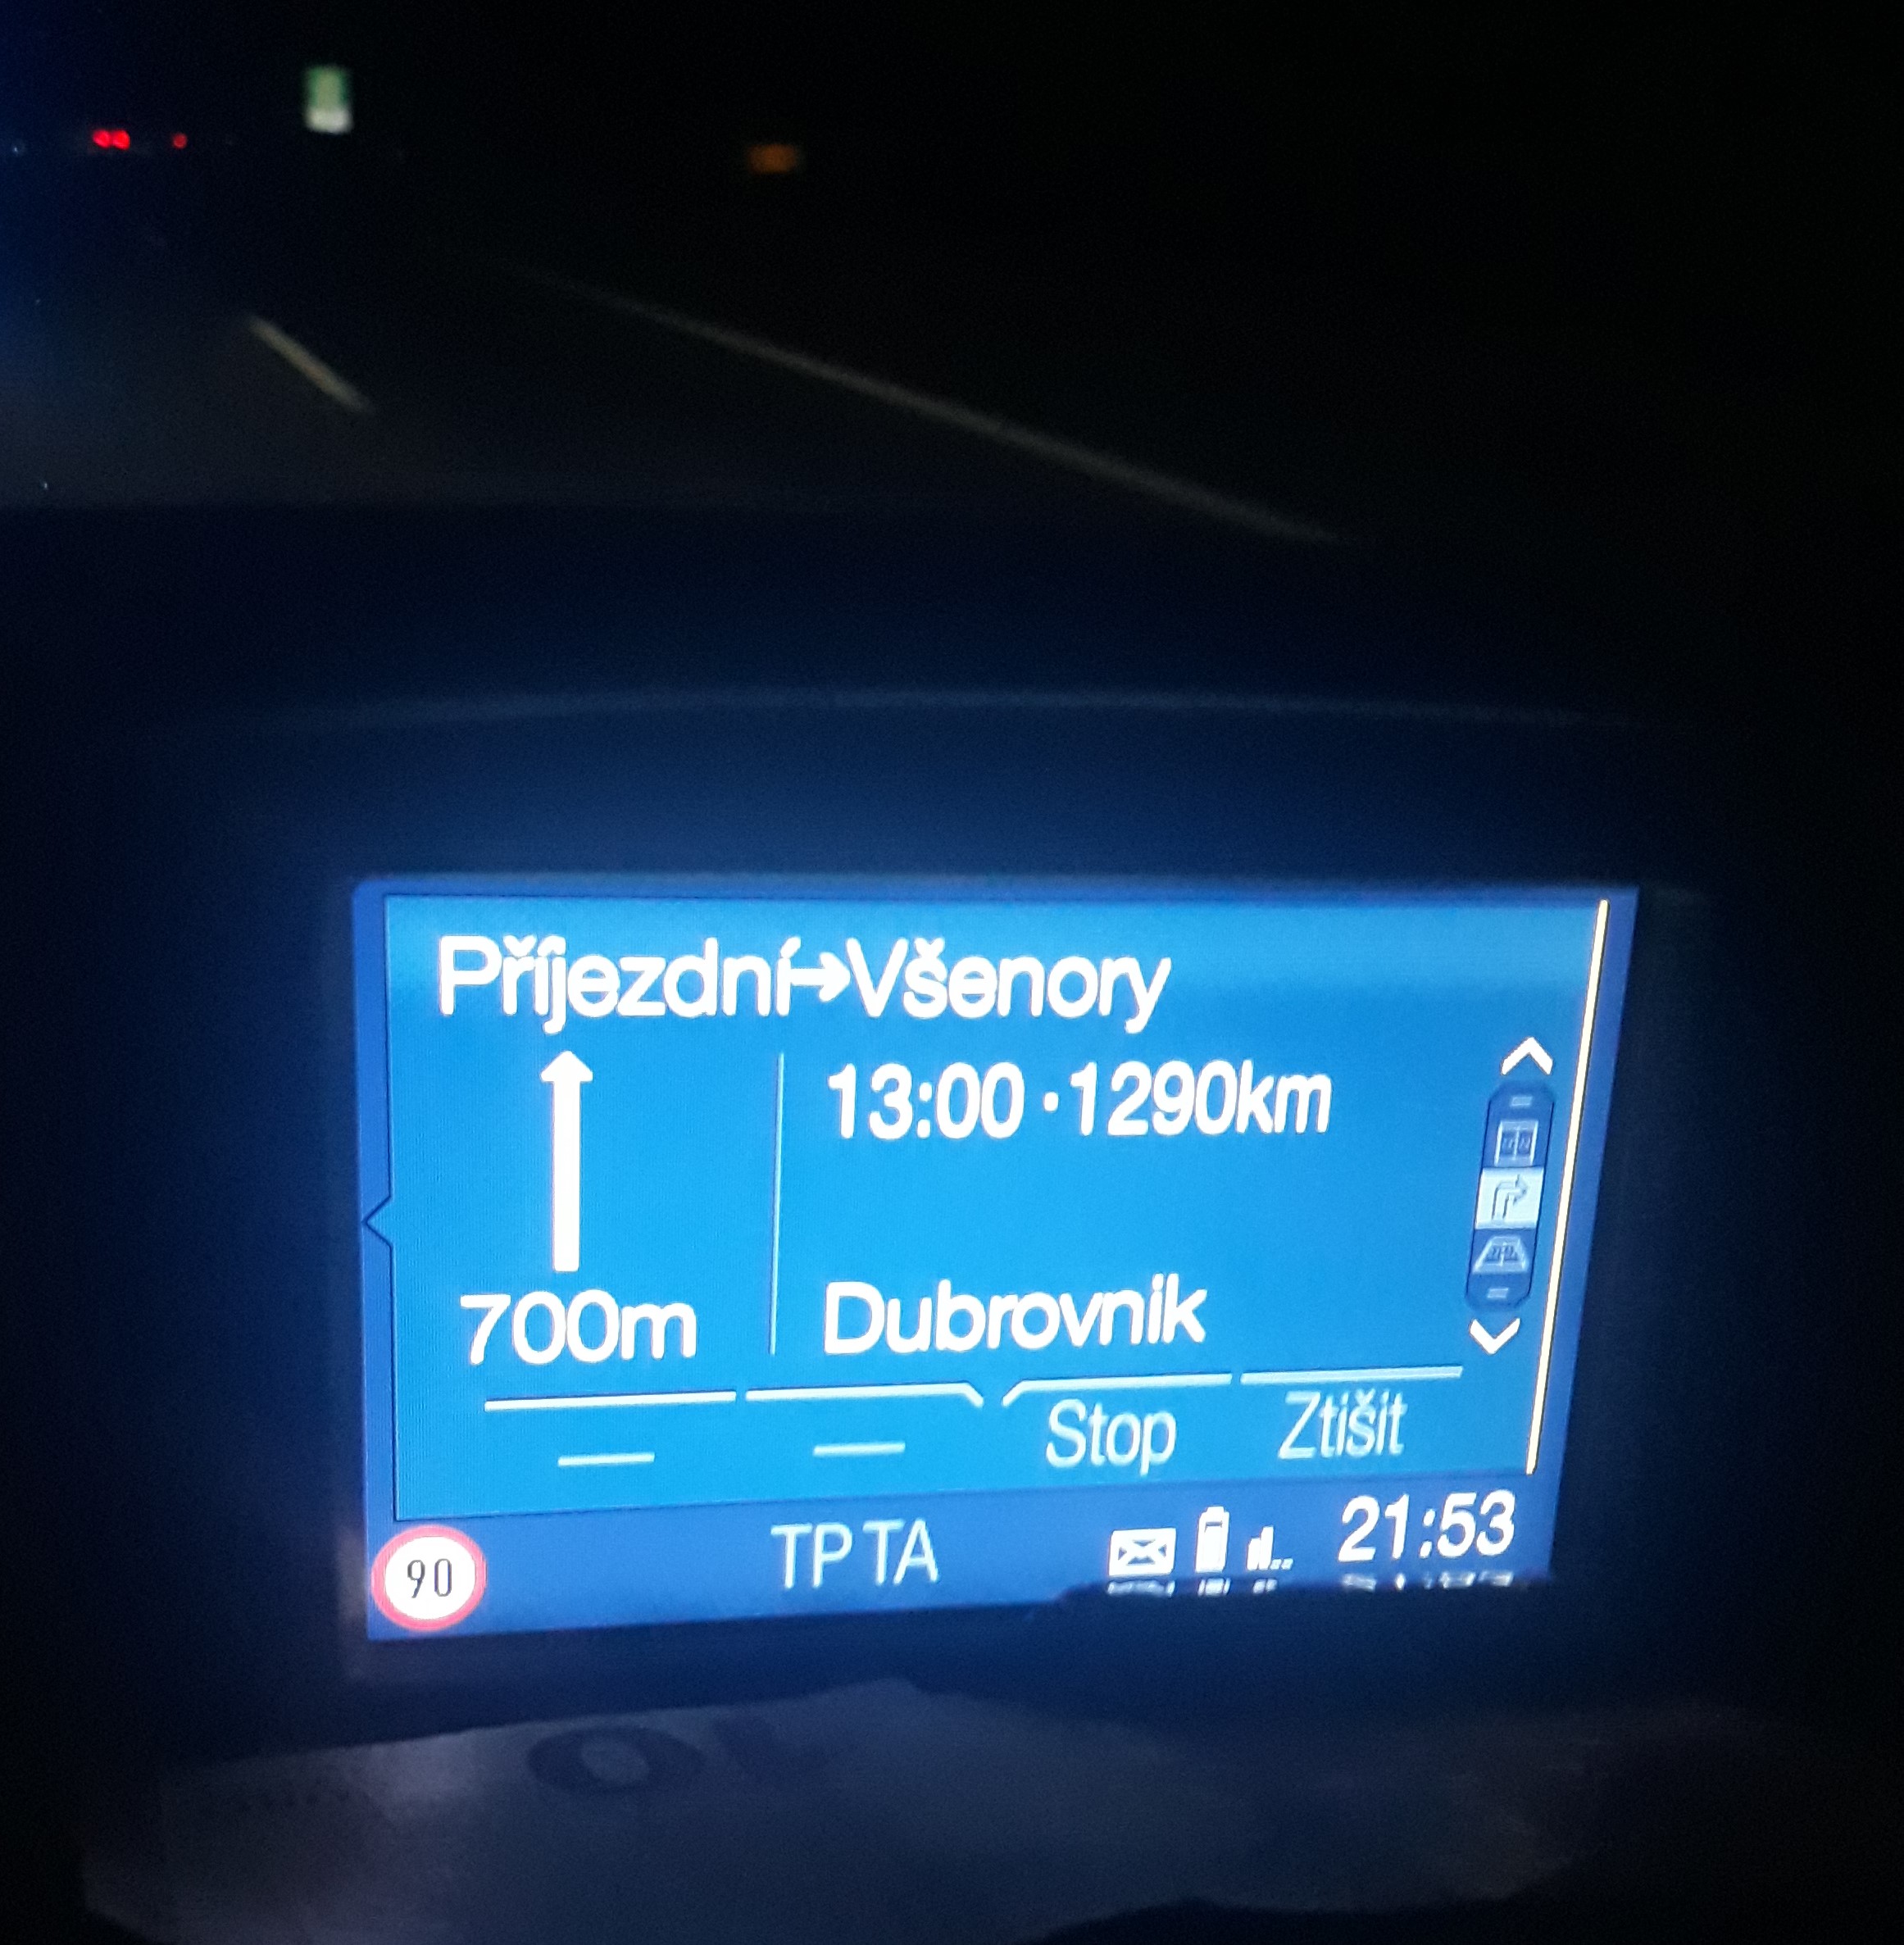 Příjezdní→Všenory
13:00·1290km
700m
Dubrovnik
Stop
Ztišit
90
TP TA
21:53